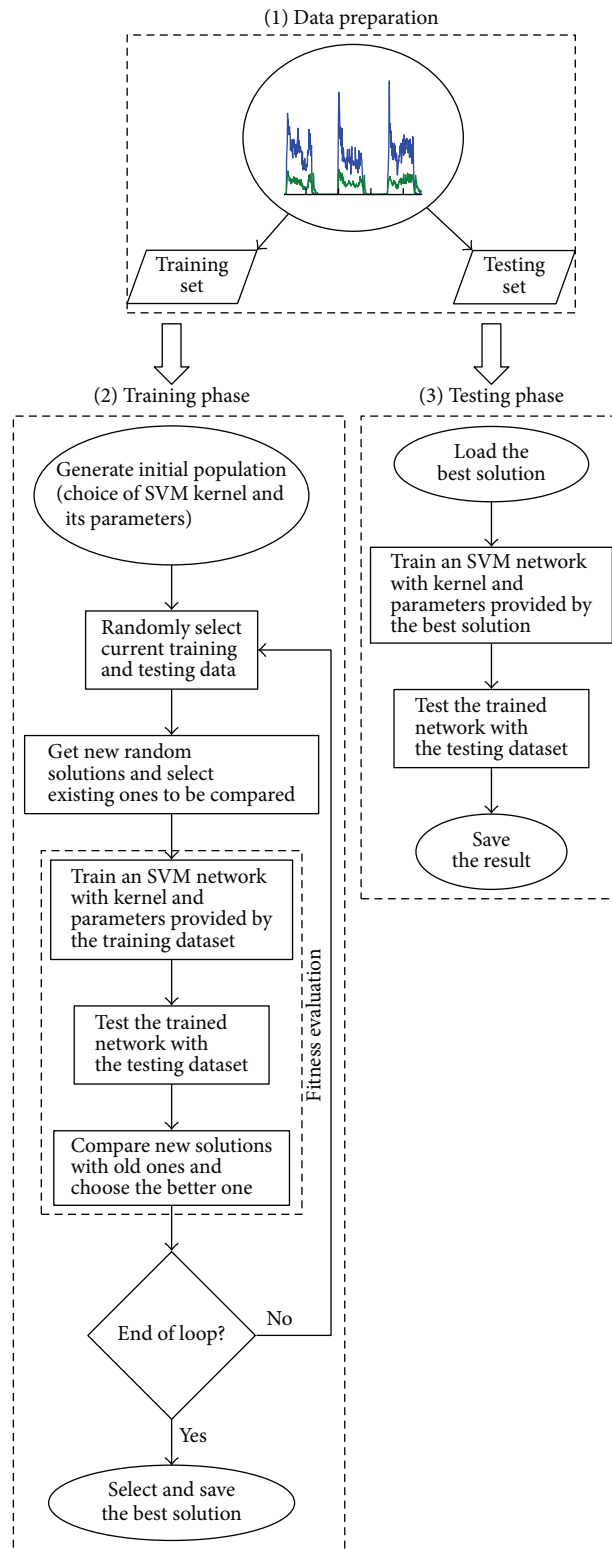 (1) Data preparation
Training
set
Testing
set
(2) Training phase
Generate initial population
(choice of SVM kernel and
its parameters)
Randomly select
current training
and testing data
Get new random
solutions and select
existing ones to be compared
Train an SVM network
with kernel and
parameters provided by
the training dataset
Test the trained
network with
the testing dataset
Compare new solutions
with old ones and
choose the better one
Fitness evaluation
End of loop?
No
Yes
Select and save
the best solution
(3) Testing phase
Load the
best solution
Train an SVM network
with kernel and
parameters provided by
the best solution
Test the trained
network with
the testing dataset
Save
the result